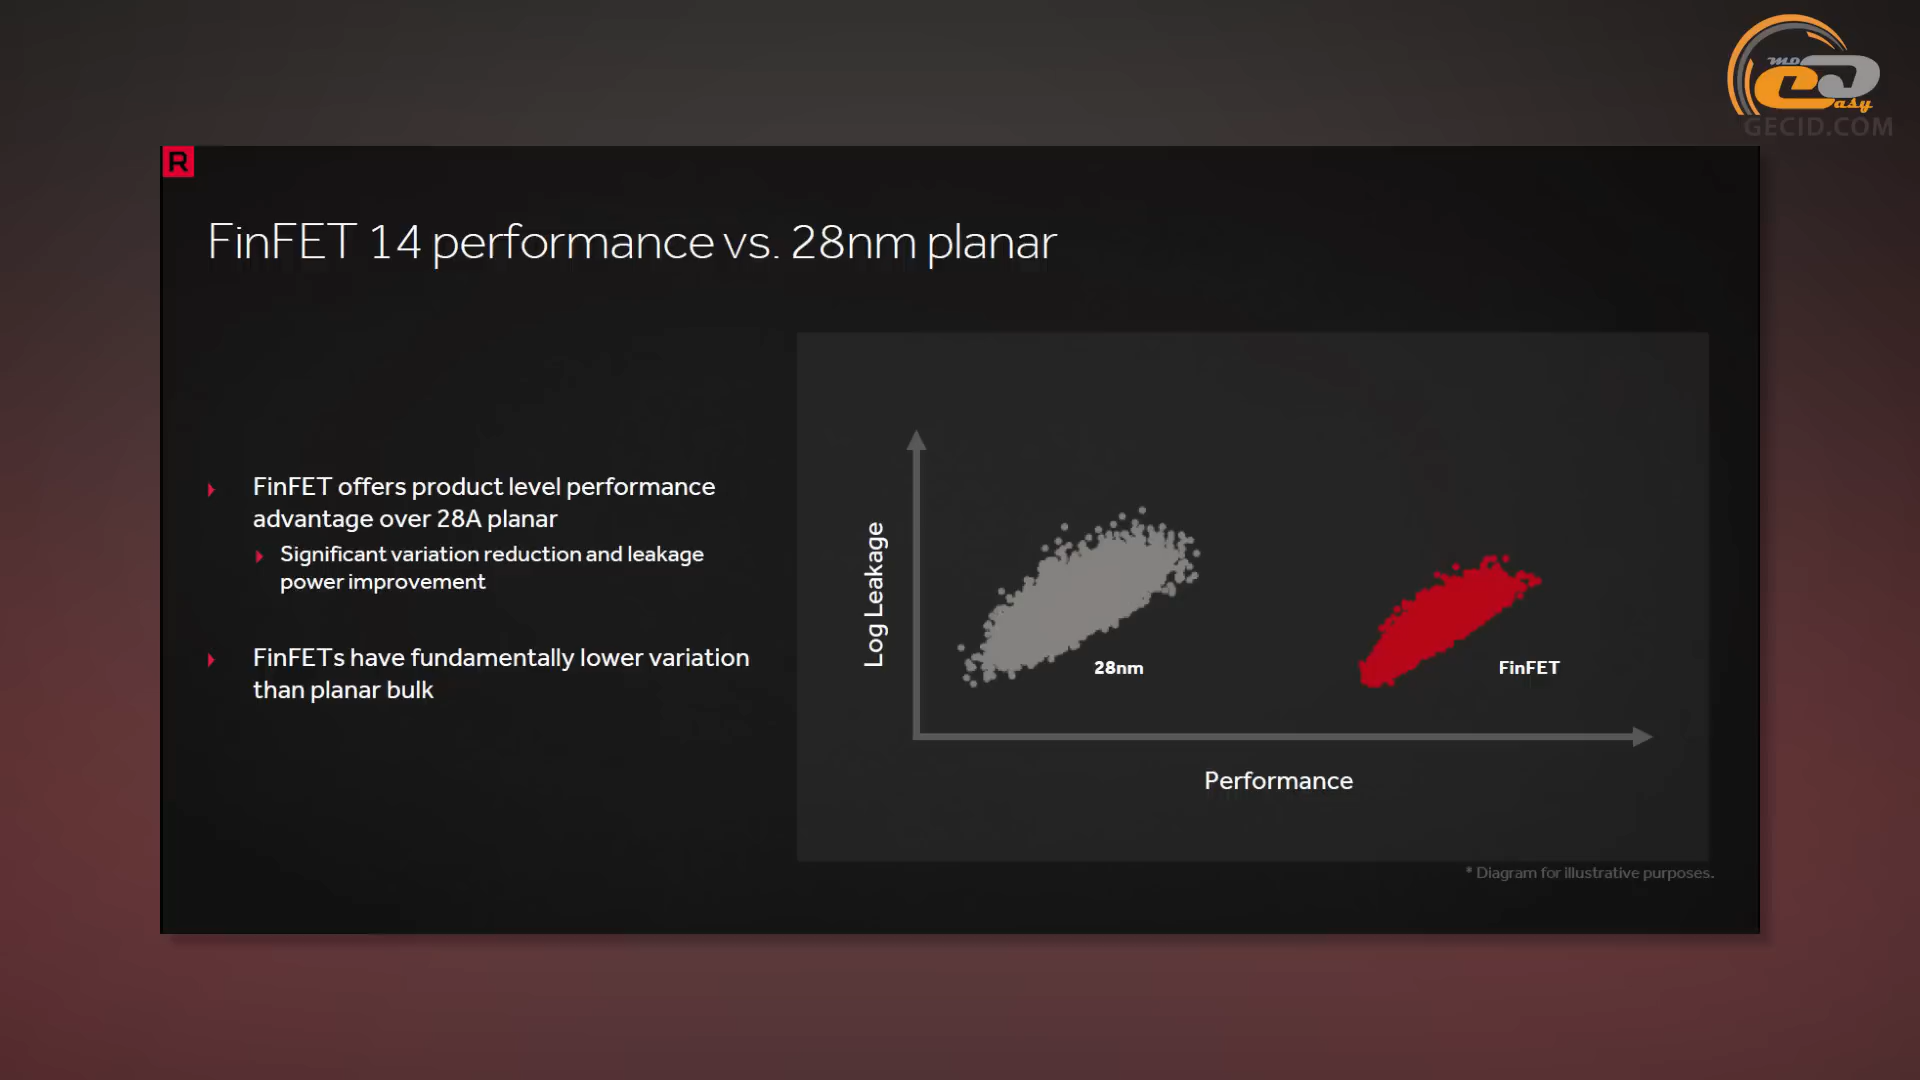 MD
easy
GECID.COM
R
FinFET 14 performance vs. 28nm planar
FinFET offers product level performance
advantage over 28A planar
Significant variation reduction and leakage
power improvement
FinFETs have fundamentally lower variation
than planar bulk
Log Leakage
28nm
FinFET
Performance
* Diagram for illustrative purposes.